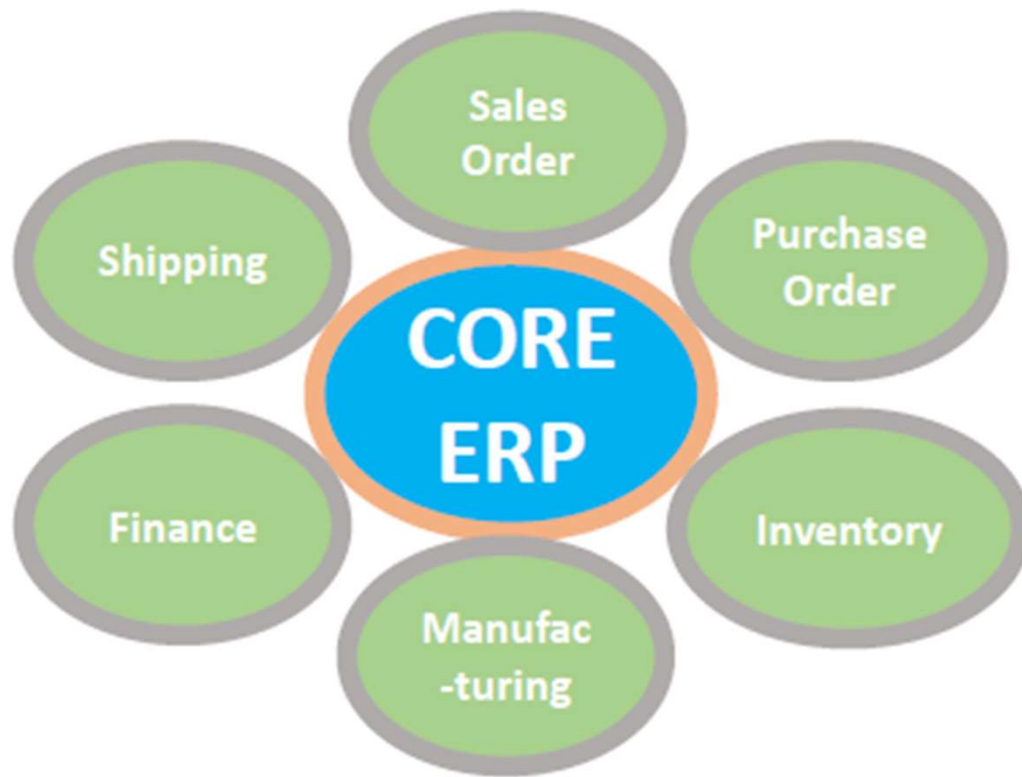 Sales
Order
Shipping
Purchase
Order
CORE
ERP
Finance
Inventory
Manufac
-turing